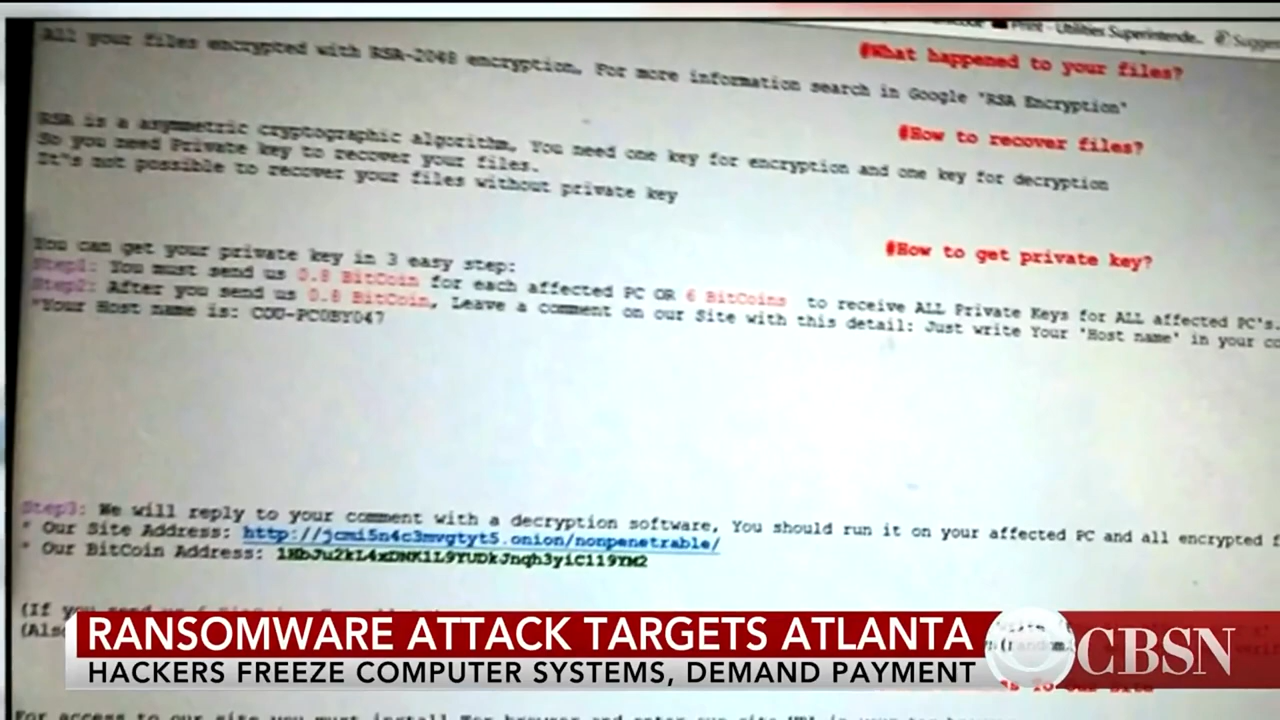 Print - Utilities Superintende...
#What happened to your files?
All your files encrypted with RSA-2048 encryption, For more information search in Google "RSA Encryption"
#How to recover files?
RSA is a asymmetric cryptographic algorithm, You need one key for encryption and one key for decryption
So you need Private key to recover your files.
It"s not possible to recover your files without private key
#How to get private key?
You can get your private key in 3 easy step:
Step1: You must send us 0.8 BitCoin for each affected PC OR 6 BitCoins to receive ALL Private Keys for ALL affected PC's.
Step2: After you send us 0.8 BitCoin, Leave a comment on our Site with this detail: Just write Your "Host name" in your
*Your Host name is: COU-PC0BY047
Step3: We will reply to your comment with a decryption software, You should run it on your affected PC and all encrypted
* Our Site Address: http://jcmi5n4c3mvgtyt5.onion/nonpenetrable/
* Our BitCoin Address:
(If
RANSOMWARE ATTACK TARGETS ATLANTA
HACKERS FREEZE COMPUTER SYSTEMS, DEMAND PAYMENT
CBSN